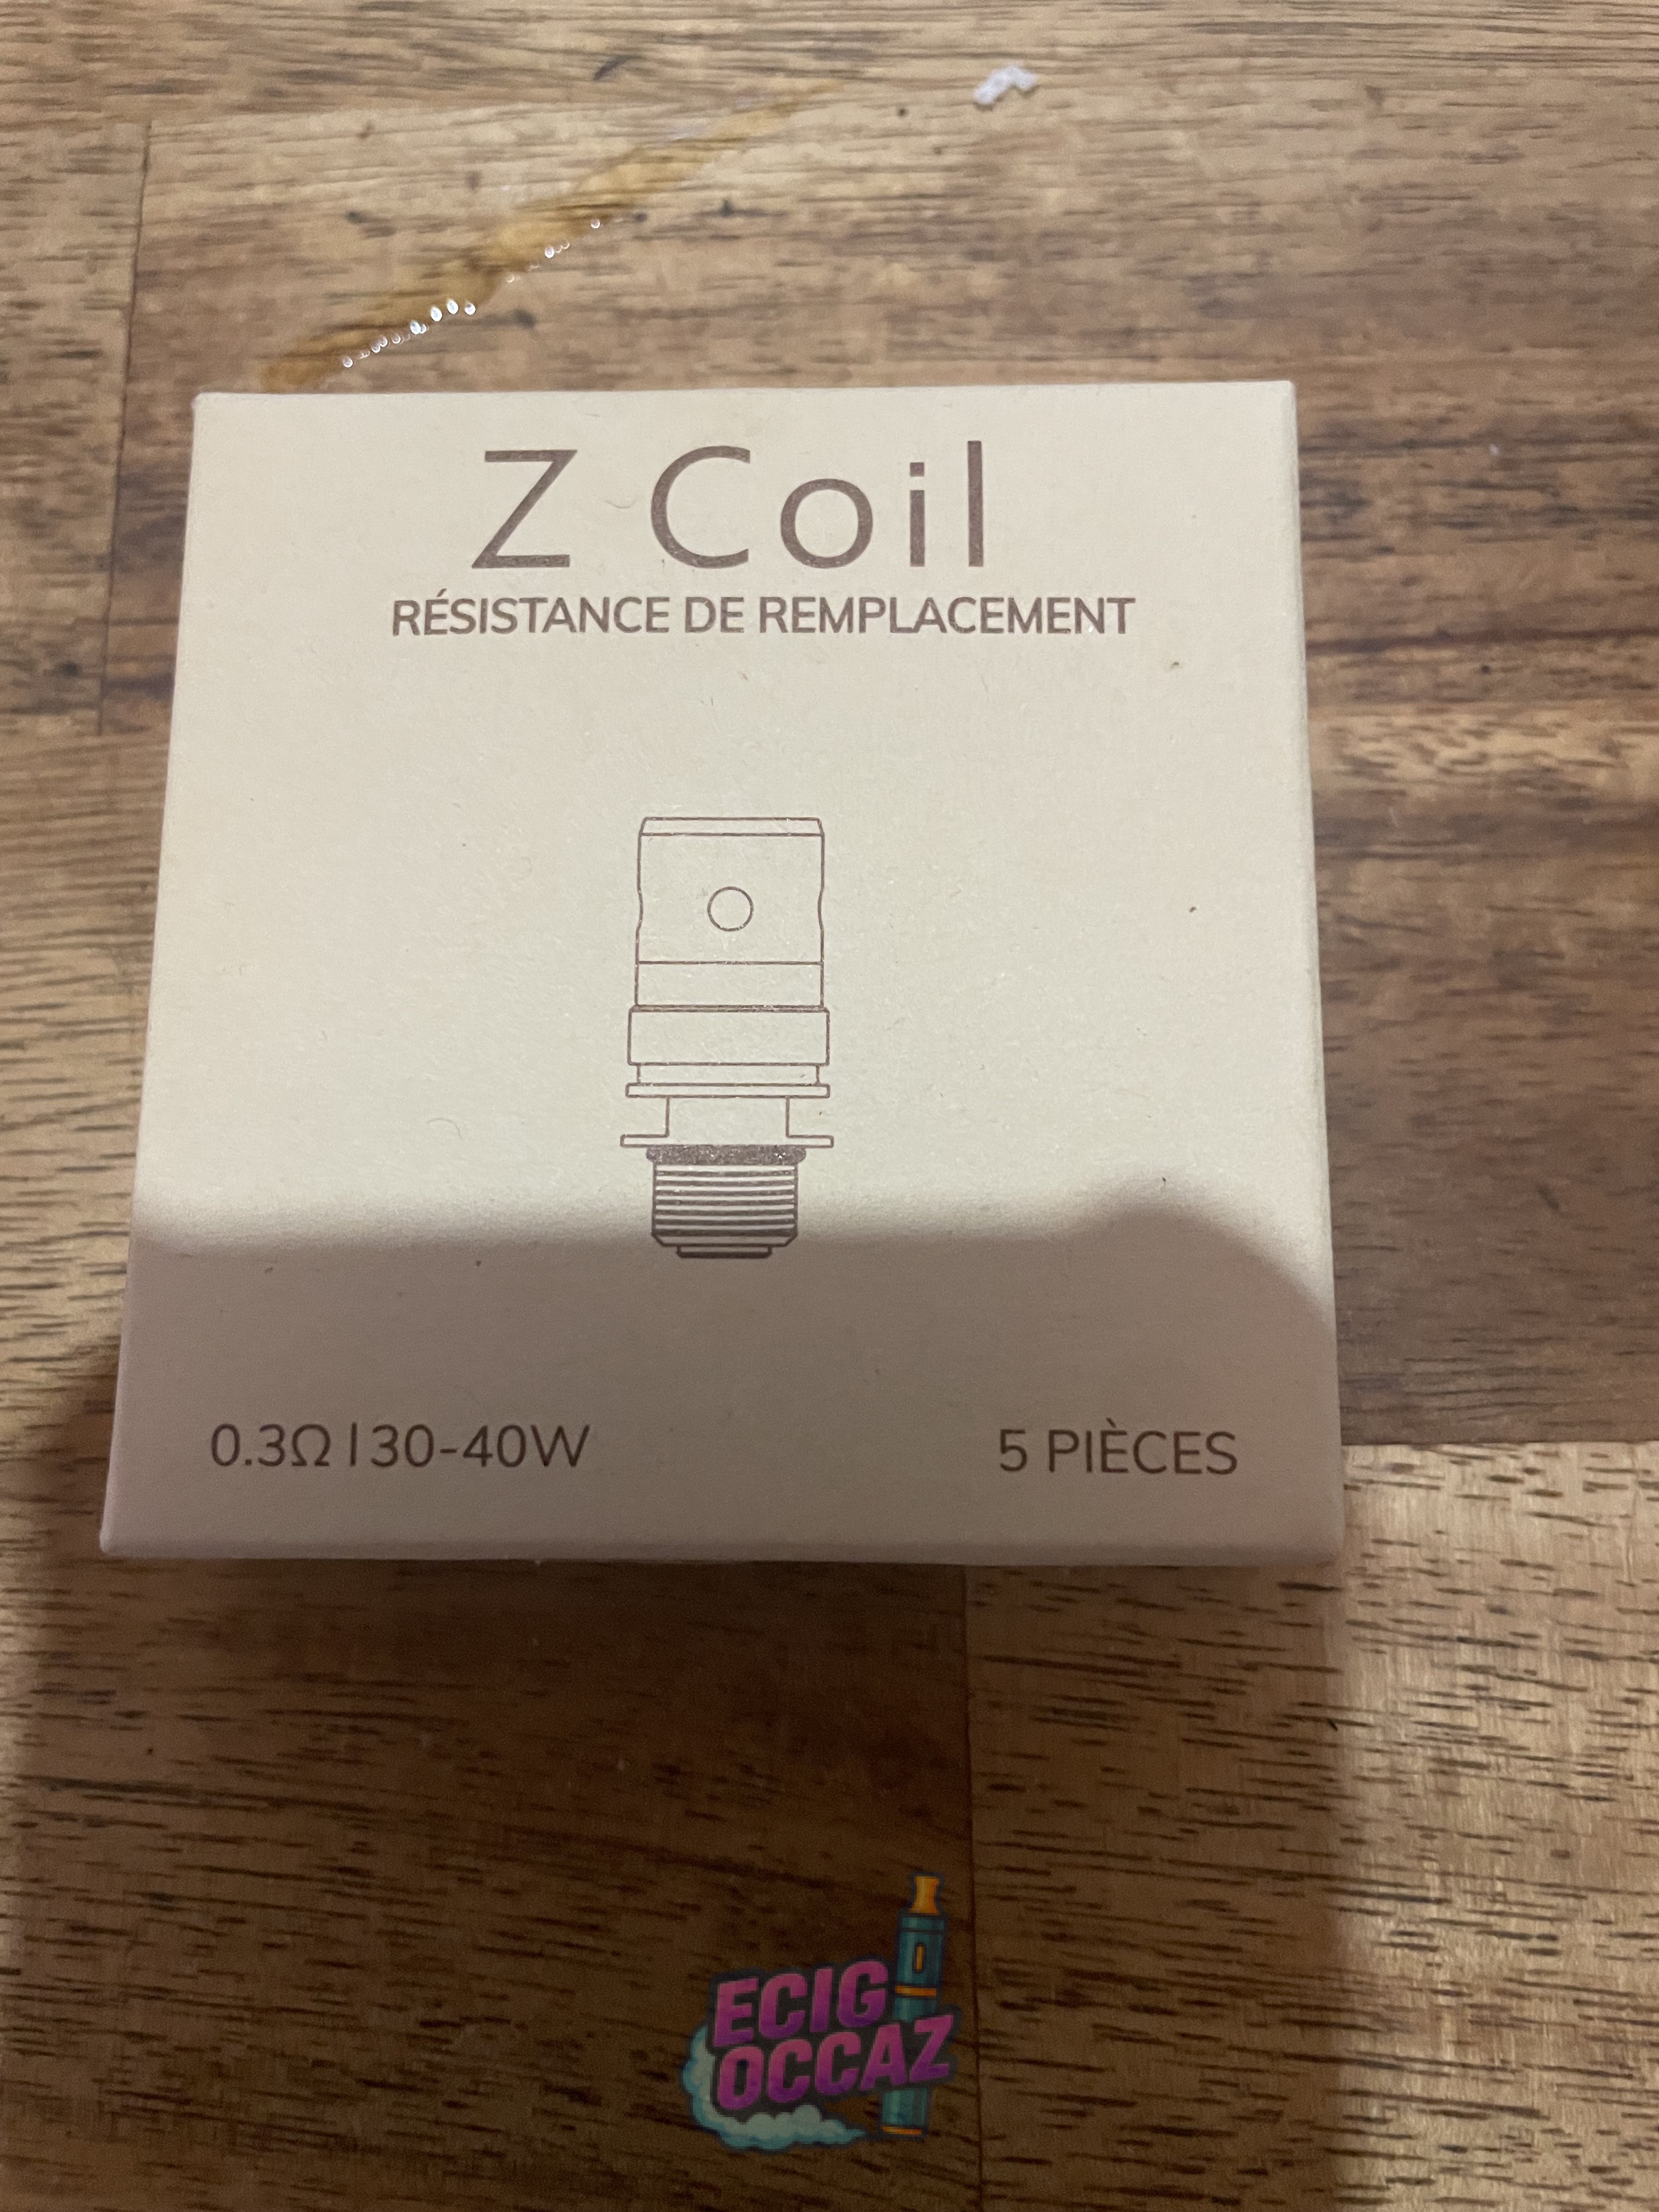 Z Coil
RÉSISTANCE DE REMPLACEMENT
0.3Ω | 30-40W
5 PIÈCES
ECIG
OCCAZ